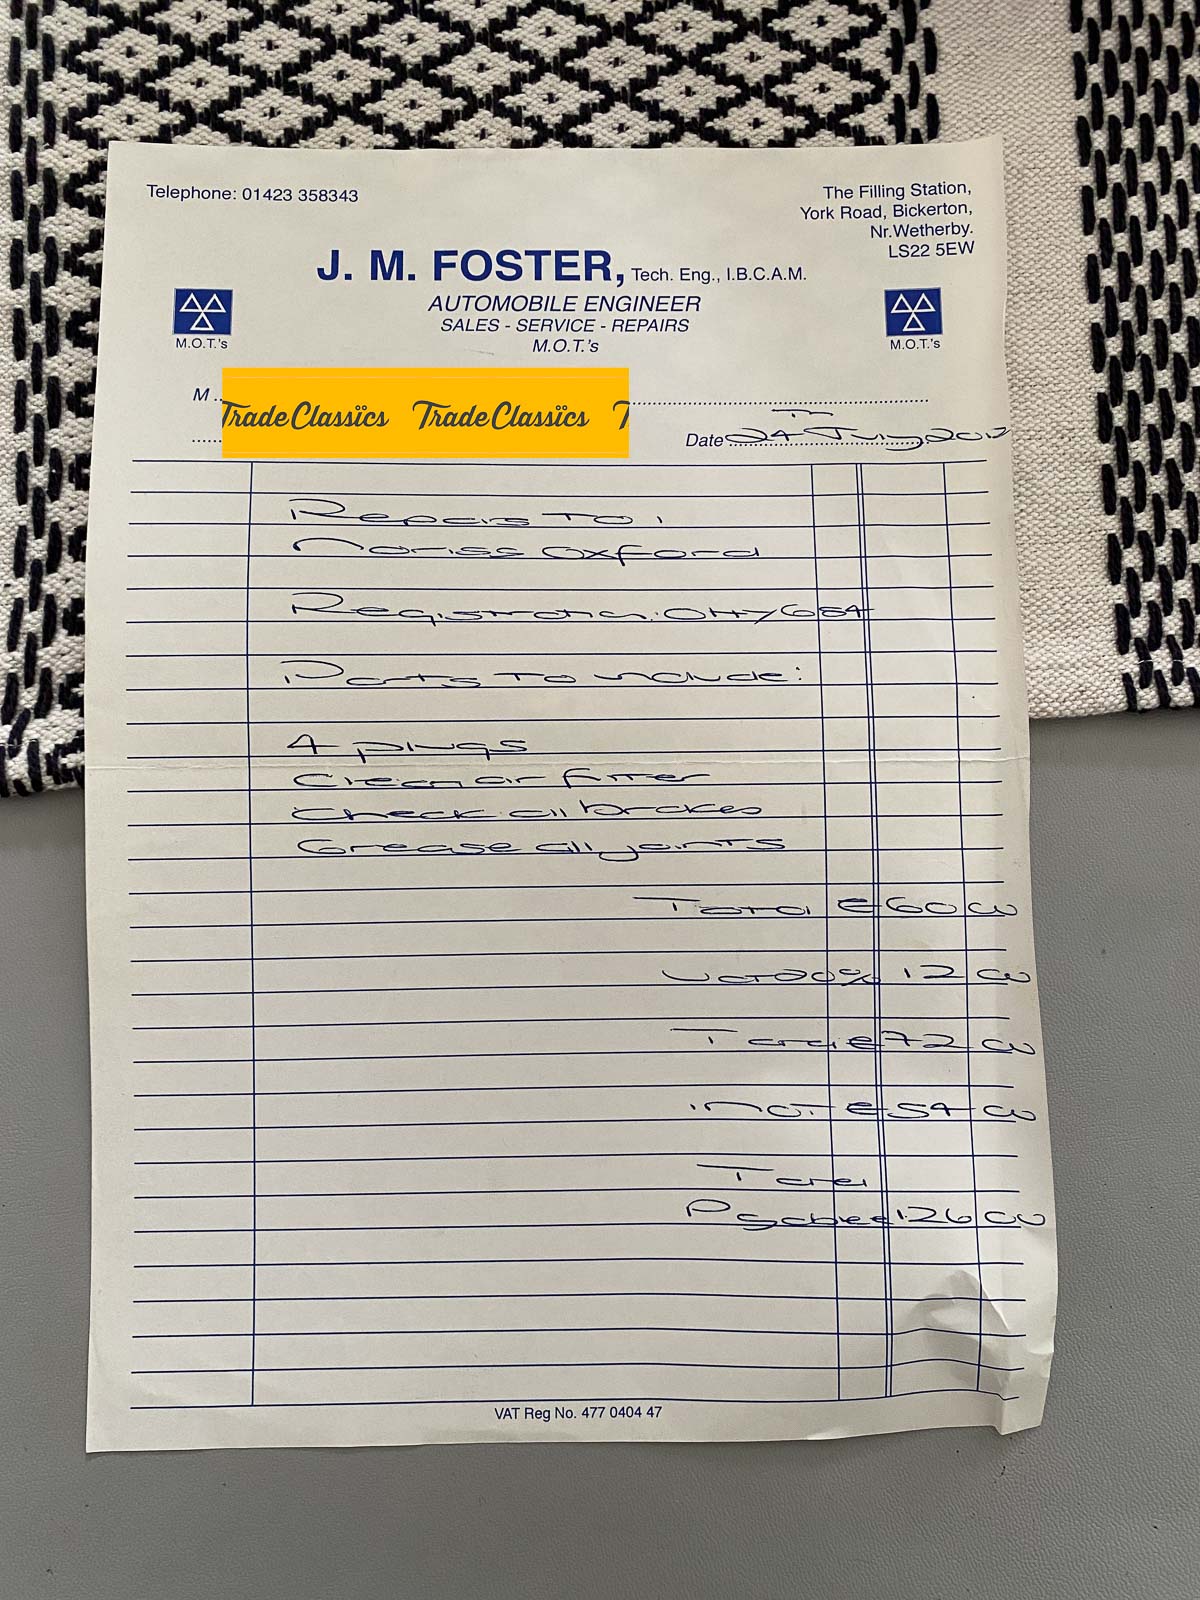 Telephone: 01423 358343
The Filling Station,
York Road, Bickerton,
Nr.Wetherby.
LS22 5EW
J. M. FOSTER, Tech. Eng., I.B.C.A.M.
AUTOMOBILE ENGINEER
SALES - SERVICE - REPAIRS
M.O.T.'s
M.O.T.'s
M.O.T.'s
M
TradeClassics TradeClassics T
Date 24th July 2012
Repairs To:
Morriss Oxford
Registration: OHY 684
Parts To include:
4 plugs
Clean air filter
Check all brakes
Grease all joints
Total £60 00
Vat 20% 12 00
Total £72 00
MOT £54 00
Total
Payable £126 00
VAT Reg No. 477 0404 47